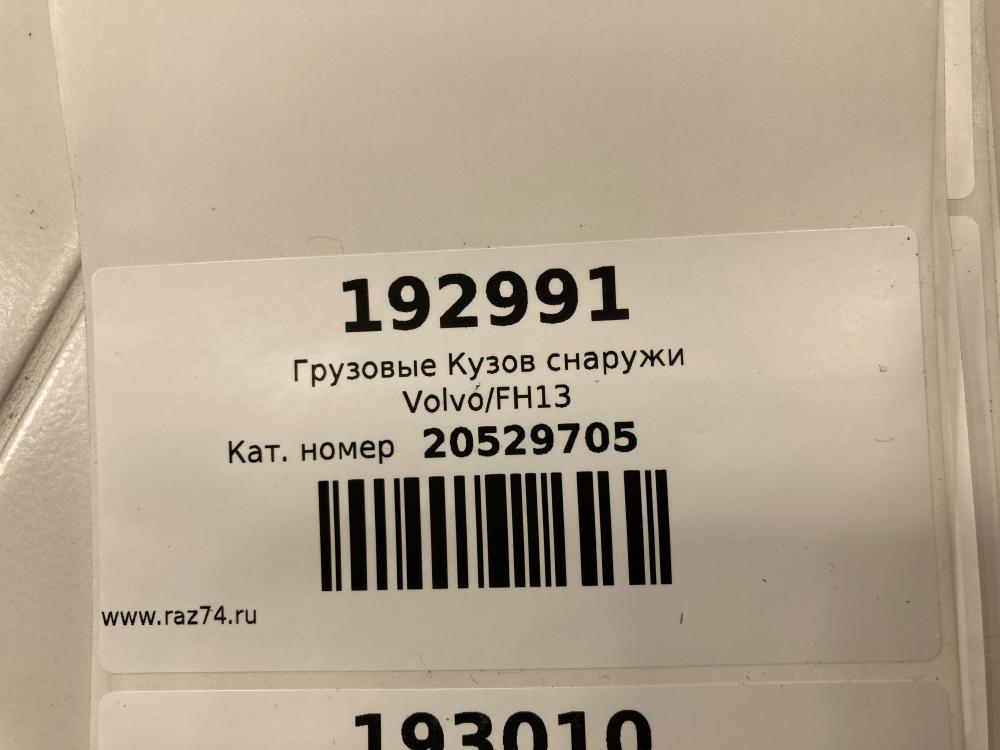 192991
Грузовые Кузов снаружи
Volvo/FH13
Кат. номер 20529705
www.raz74.ru
193010